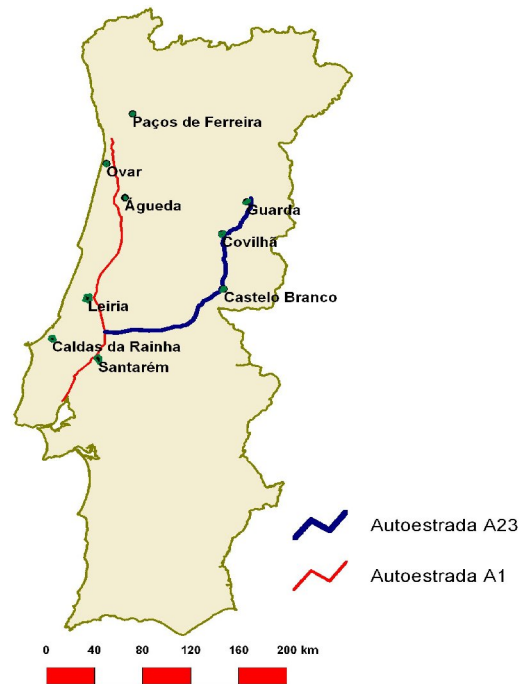 Paços de Ferreira
Ovar
Águeda
Guarda
Covilhã
Castelo Branco
Leiria
Caldas da Rainha
Santarém
Autoestrada A23
Autoestrada A1
0 40 80 120 160 200 km